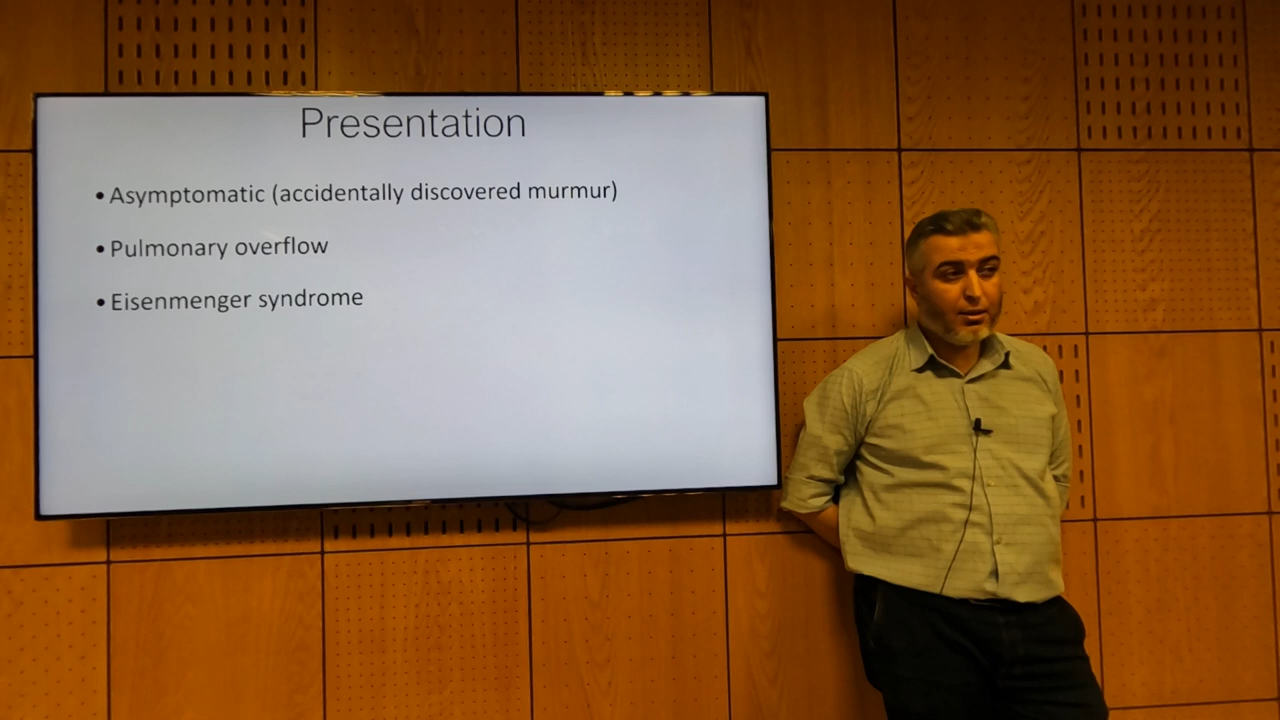 Presentation
• Asymptomatic (accidentally discovered murmur)
• Pulmonary overflow
• Eisenmenger syndrome